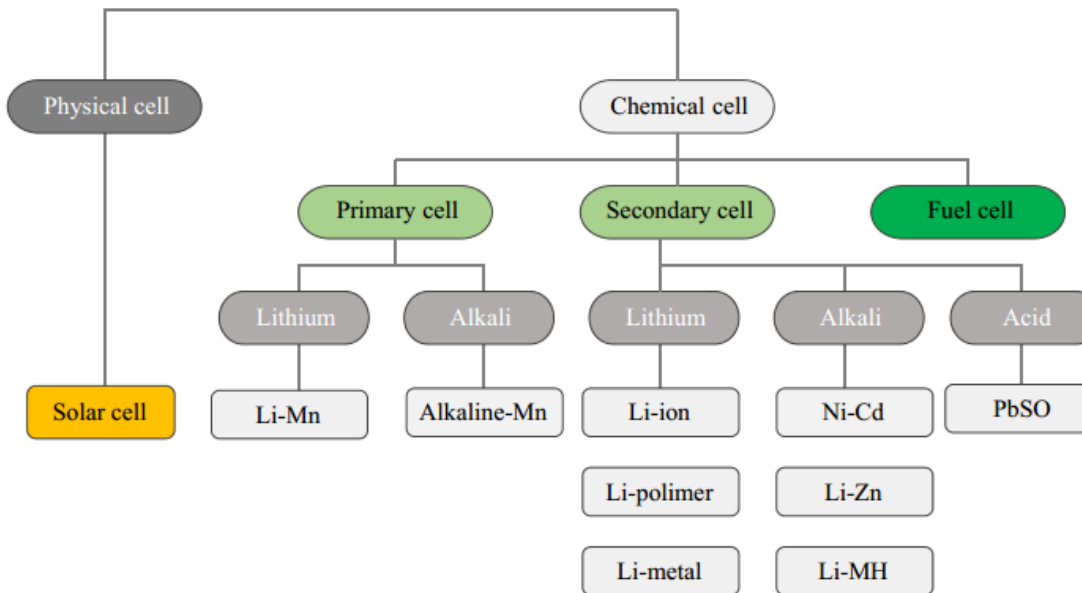 Physical cell
Chemical cell
Primary cell
Secondary cell
Fuel cell
Lithium
Alkali
Lithium
Alkali
Acid
Solar cell
Li-Mn
Alkaline-Mn
Li-ion
Ni-Cd
PbSO
Li-polimer
Li-Zn
Li-metal
Li-MH